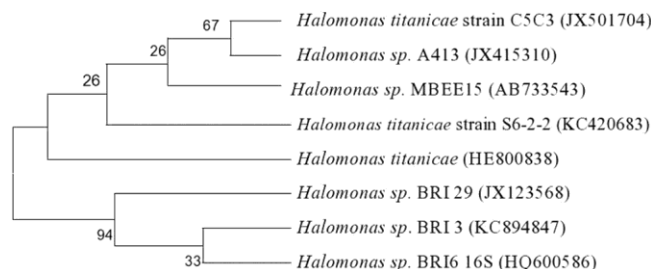 67
Halomonas titanicae strain C5C3 (JX501704)
26
Halomonas sp. A413 (JX415310)
26
Halomonas sp. MBEE15 (AB733543)
Halomonas titanicae strain S6-2-2 (KC420683)
Halomonas titanicae (HE800838)
Halomonas sp. BRI 29 (JX123568)
94
Halomonas sp. BRI 3 (KC894847)
33
Halomonas sp. BRI6 16S (HQ600586)